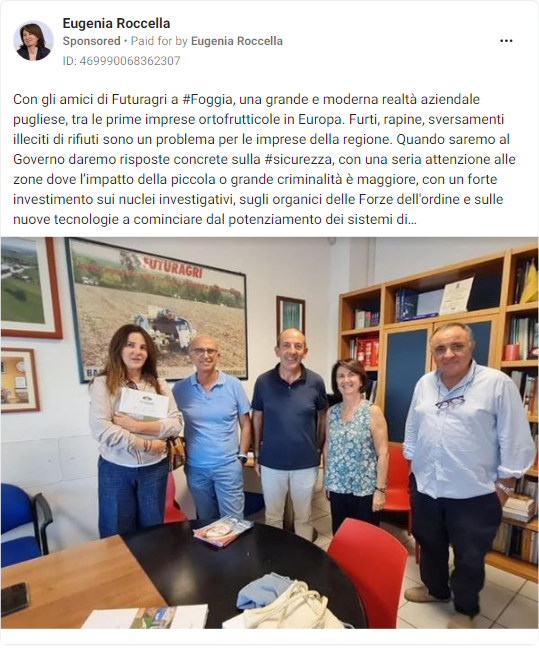 Eugenia Roccella
Sponsored • Paid for by Eugenia Roccella
ID: 469990068362307
Con gli amici di Futuragri a #Foggia, una grande e moderna realtà aziendale
pugliese, tra le prime imprese ortofrutticole in Europa. Furti, rapine, sversamenti
illeciti di rifiuti sono un problema per le imprese della regione. Quando saremo al
Governo daremo risposte concrete sulla #sicurezza, con una seria attenzione alle
zone dove l’impatto della piccola o grande criminalità è maggiore, con un forte
investimento sui nuclei investigativi, sugli organici delle Forze dell'ordine e sulle
nuove tecnologie a cominciare dal potenziamento dei sistemi di...
FUTURAGRI